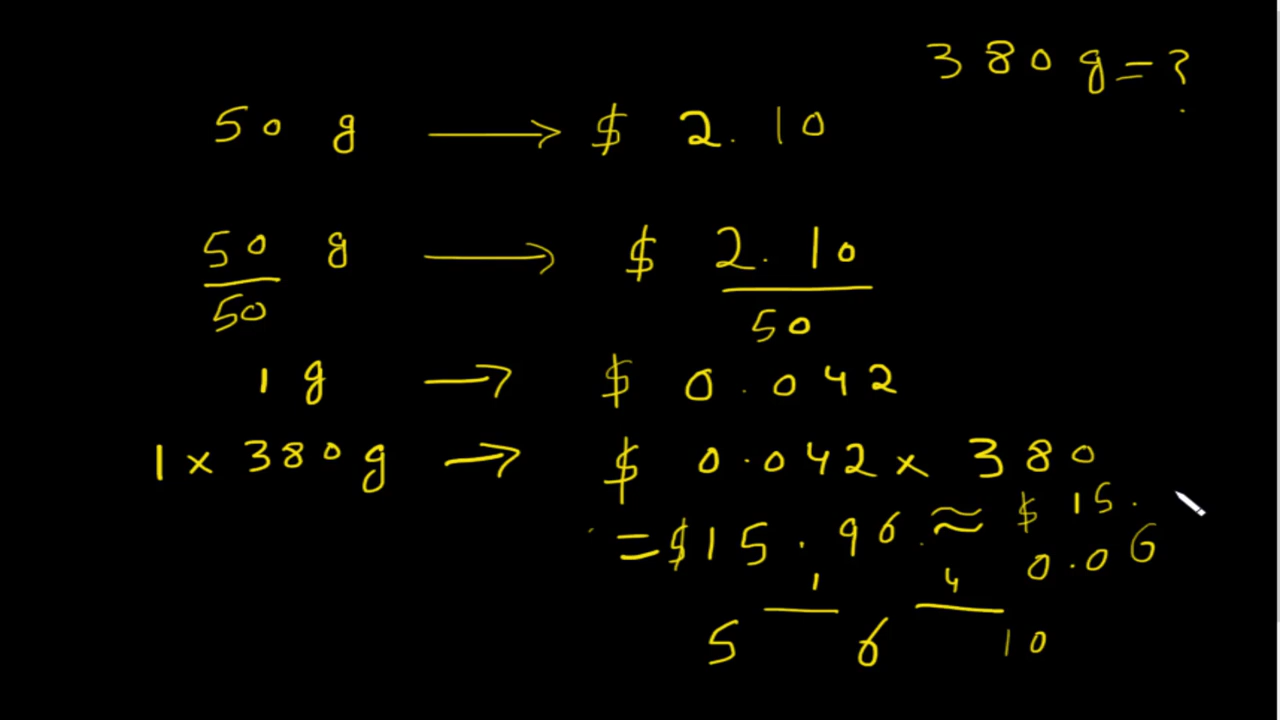 380 g = ?
50 g → $ 2.10
50/50 g → $ 2.10/50
1 g → $ 0.042
1 x 380g → $ 0.042 x 380
= $15.96 ≈ $ 15.
0.06
1 4
5 6 10